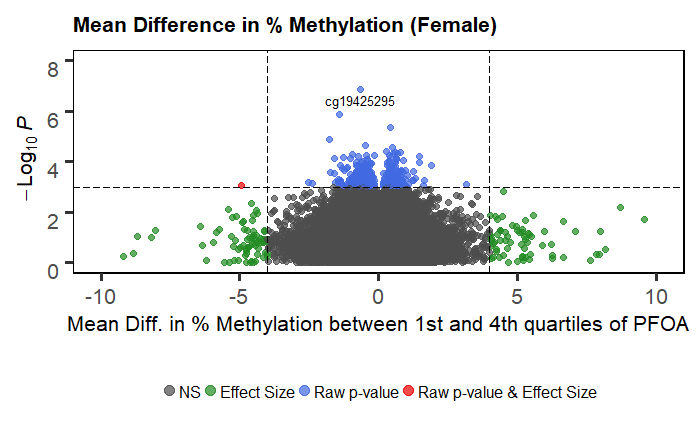 Mean Difference in % Methylation (Female)
8
6
4
2
0
− Log10 P
cg19425295
-10 -5 0 5 10
Mean Diff. in % Methylation between 1st and 4th quartiles of PFOA
NS Effect Size Raw p-value Raw p-value & Effect Size